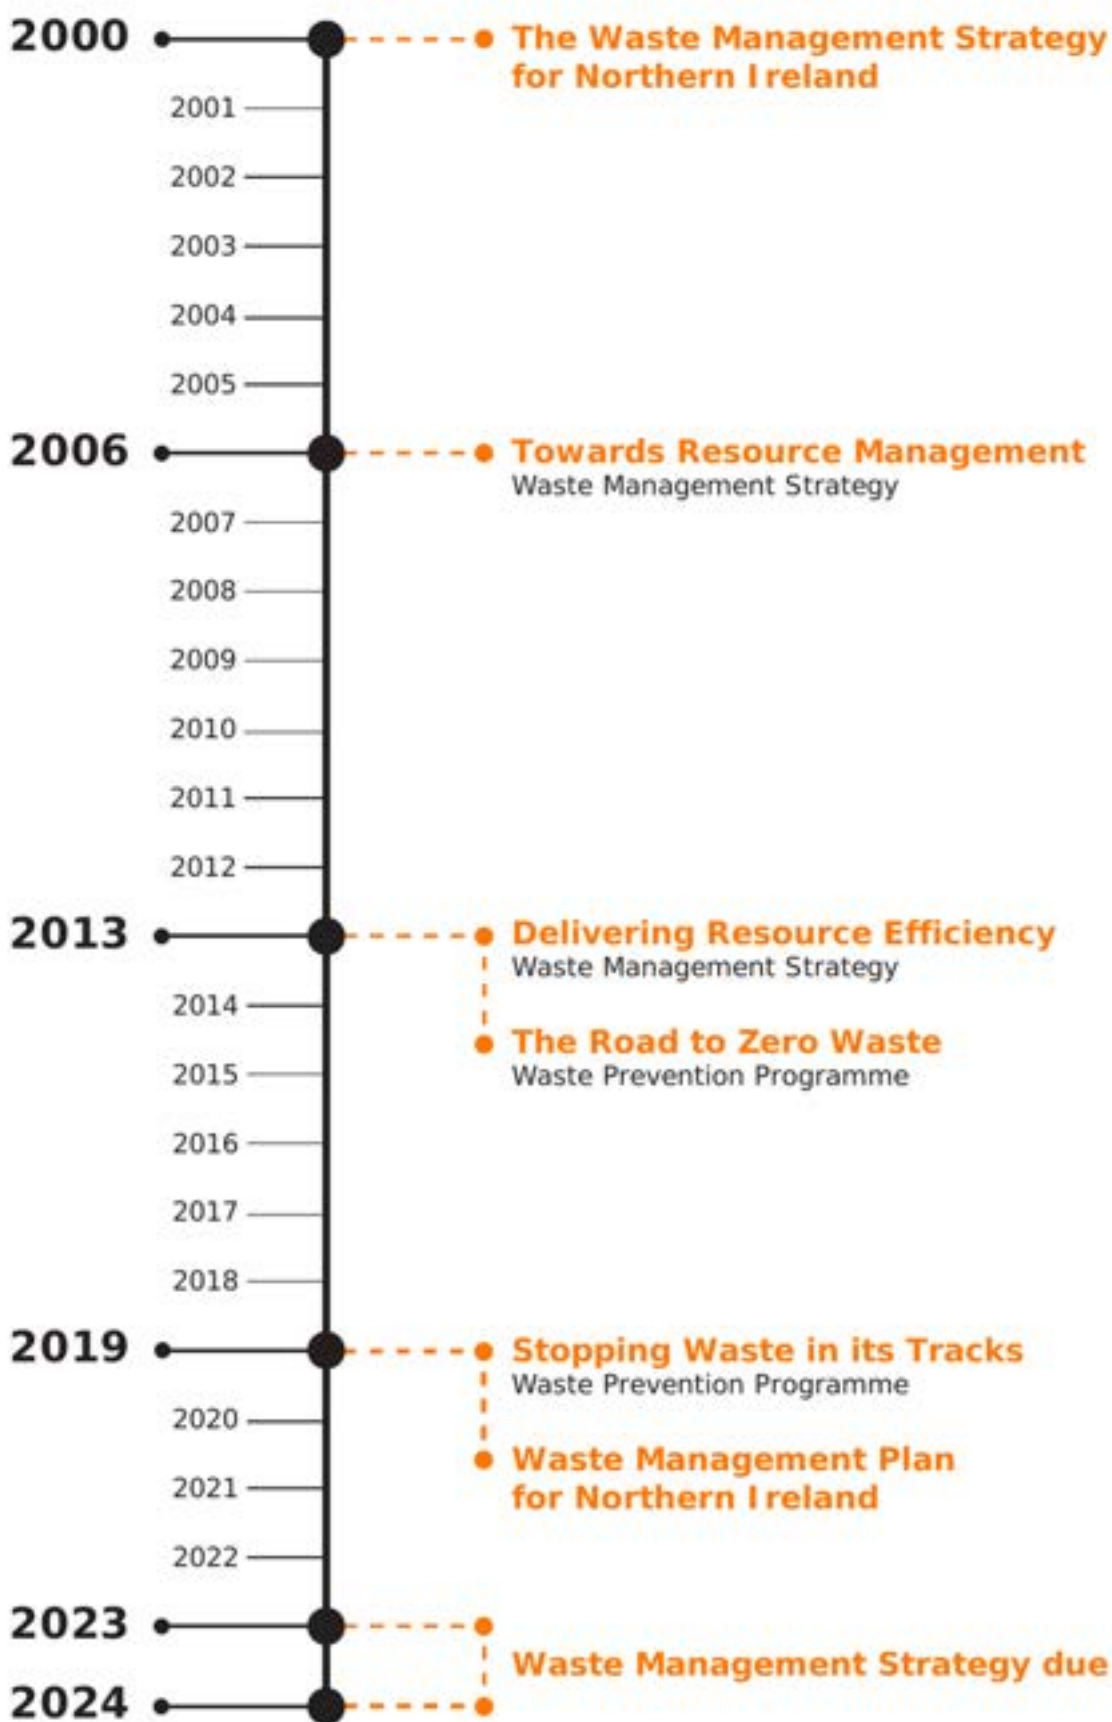 2000
The Waste Management Strategy
for Northern Ireland
2001
2002
2003
2004
2005
2006
Towards Resource Management
Waste Management Strategy
2007
2008
2009
2010
2011
2012
2013
Delivering Resource Efficiency
Waste Management Strategy
2014
The Road to Zero Waste
Waste Prevention Programme
2015
2016
2017
2018
2019
Stopping Waste in its Tracks
Waste Prevention Programme
2020
Waste Management Plan
for Northern Ireland
2021
2022
2023
Waste Management Strategy due
2024